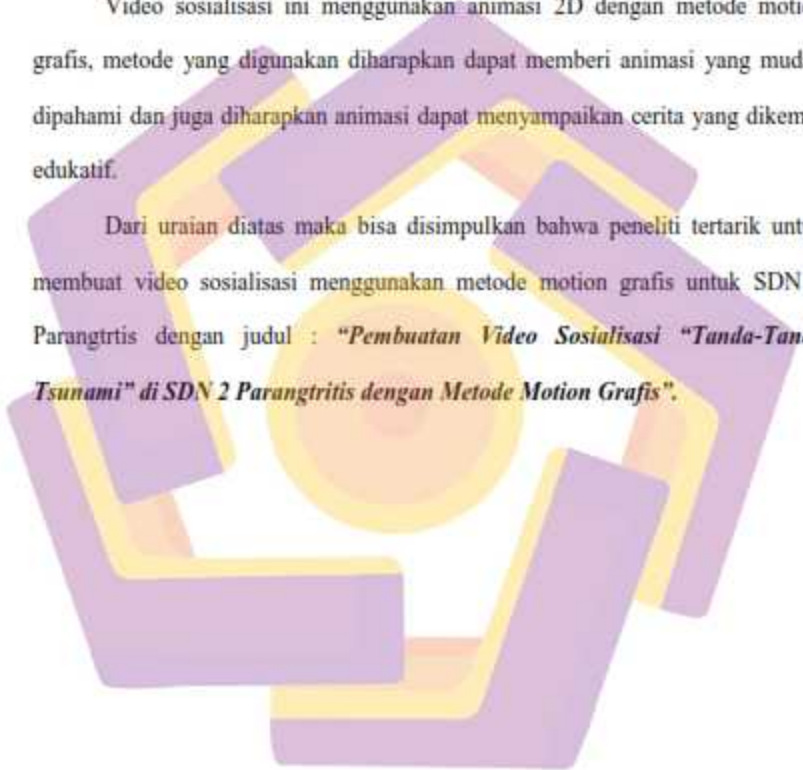 Video sosialisasi ini menggunakan animasi 2D dengan metode
grafis, metode yang digunakan diharapkan dapat memberi animasi yang
dipahami dan juga diharapkan animasi dapat menyampaikan cerita yang
edukatif.
Dari uraian diatas maka bisa disimpulkan bahwa peneliti tertarik
membuat video sosialisasi menggunakan metode motion grafis untuk SDN
Parangtrtis dengan judul : “Pembuatan Video Sosialisasi “Tanda-
Tsunami” di SDN 2 Parangtritis dengan Metode Motion Grafis”.